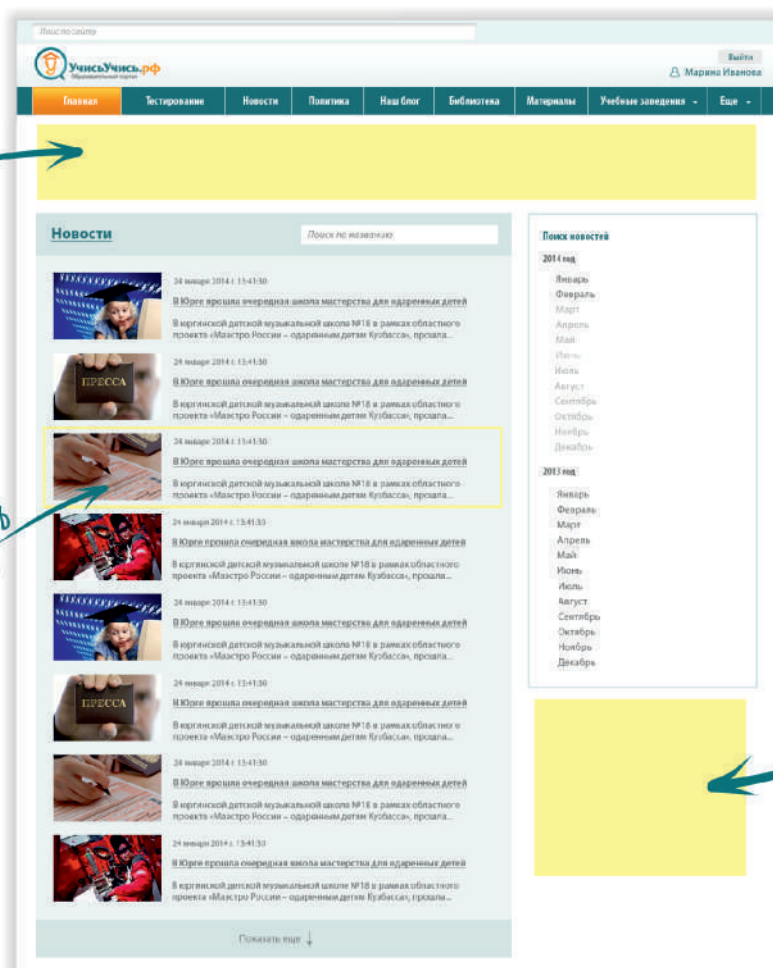 Поиск по сайту
УчисьУчись.рф
Образовательный портал
Выйти
Марина Иванова
Главная Тестирование Новости Политика Наш блог Библиотека Материалы Учебные заведения Еще
Новости
Поиск по названию
24 января 2014 г. 13:41:30
В Юрге прошла очередная школа мастерства для одаренных детей
В юргинской детской музыкальной школе №18 в рамках областного
проекта «Маэстро России – одаренным детям Кузбасса», прошла...
24 января 2014 г. 13:41:30
В Юрге прошла очередная школа мастерства для одаренных детей
В юргинской детской музыкальной школе №18 в рамках областного
проекта «Маэстро России – одаренным детям Кузбасса», прошла...
ПРЕССА
24 января 2014 г. 13:41:30
В Юрге прошла очередная школа мастерства для одаренных детей
В юргинской детской музыкальной школе №18 в рамках областного
проекта «Маэстро России – одаренным детям Кузбасса», прошла...
24 января 2014 г. 13:41:30
В Юрге прошла очередная школа мастерства для одаренных детей
В юргинской детской музыкальной школе №18 в рамках областного
проекта «Маэстро России – одаренным детям Кузбасса», прошла...
24 января 2014 г. 13:41:30
В Юрге прошла очередная школа мастерства для одаренных детей
В юргинской детской музыкальной школе №18 в рамках областного
проекта «Маэстро России – одаренным детям Кузбасса», прошла...
24 января 2014 г. 13:41:30
В Юрге прошла очередная школа мастерства для одаренных детей
В юргинской детской музыкальной школе №18 в рамках областного
проекта «Маэстро России – одаренным детям Кузбасса», прошла...
ПРЕССА
24 января 2014 г. 13:41:30
В Юрге прошла очередная школа мастерства для одаренных детей
В юргинской детской музыкальной школе №18 в рамках областного
проекта «Маэстро России – одаренным детям Кузбасса», прошла...
24 января 2014 г. 13:41:30
В Юрге прошла очередная школа мастерства для одаренных детей
В юргинской детской музыкальной школе №18 в рамках областного
проекта «Маэстро России – одаренным детям Кузбасса», прошла...
Показать еще
Поиск новостей
2014 год
Январь
Февраль
Март
Апрель
Май
Июнь
Июль
Август
Сентябрь
Октябрь
Ноябрь
Декабрь
2013 год
Январь
Февраль
Март
Апрель
Май
Июнь
Июль
Август
Сентябрь
Октябрь
Ноябрь
Декабрь